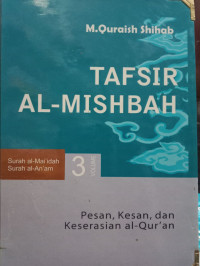 M.Quraish Shihab
TAFSIR
AL-MISHBAH
Surah al-Ma'idah
Surah al-An'am
3
VOLUME
Pesan, Kesan, dan
Keserasian al-Qur'an